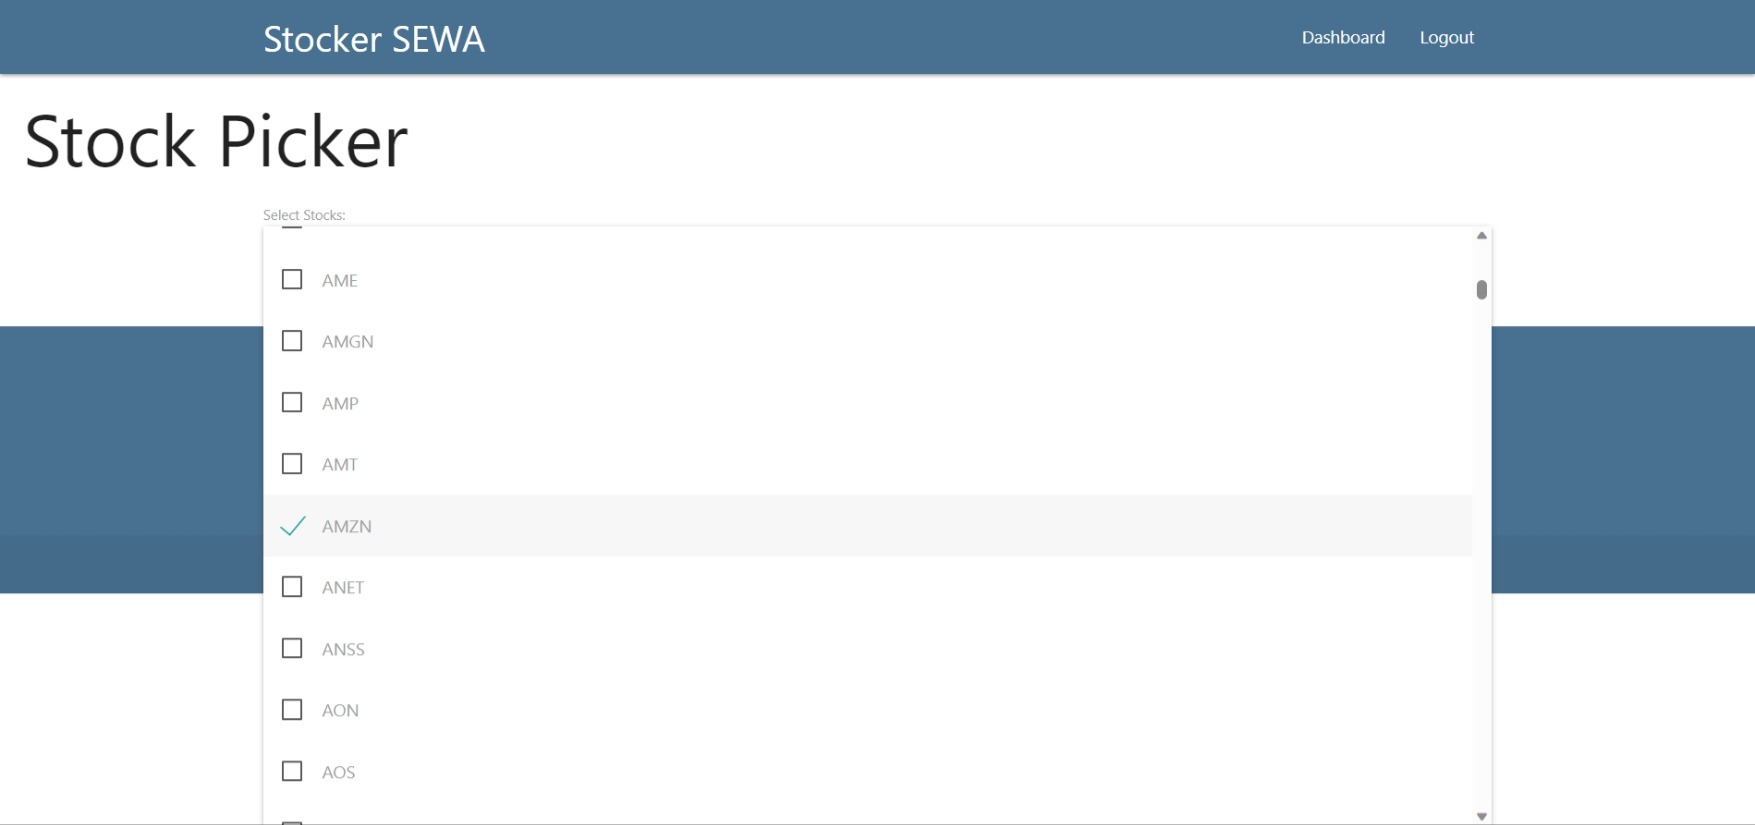 Stocker SEWA
Dashboard
Logout
Stock Picker
Select Stocks:
AME
AMGN
AMP
AMT
AMZN
ANET
ANSS
AON
AOS